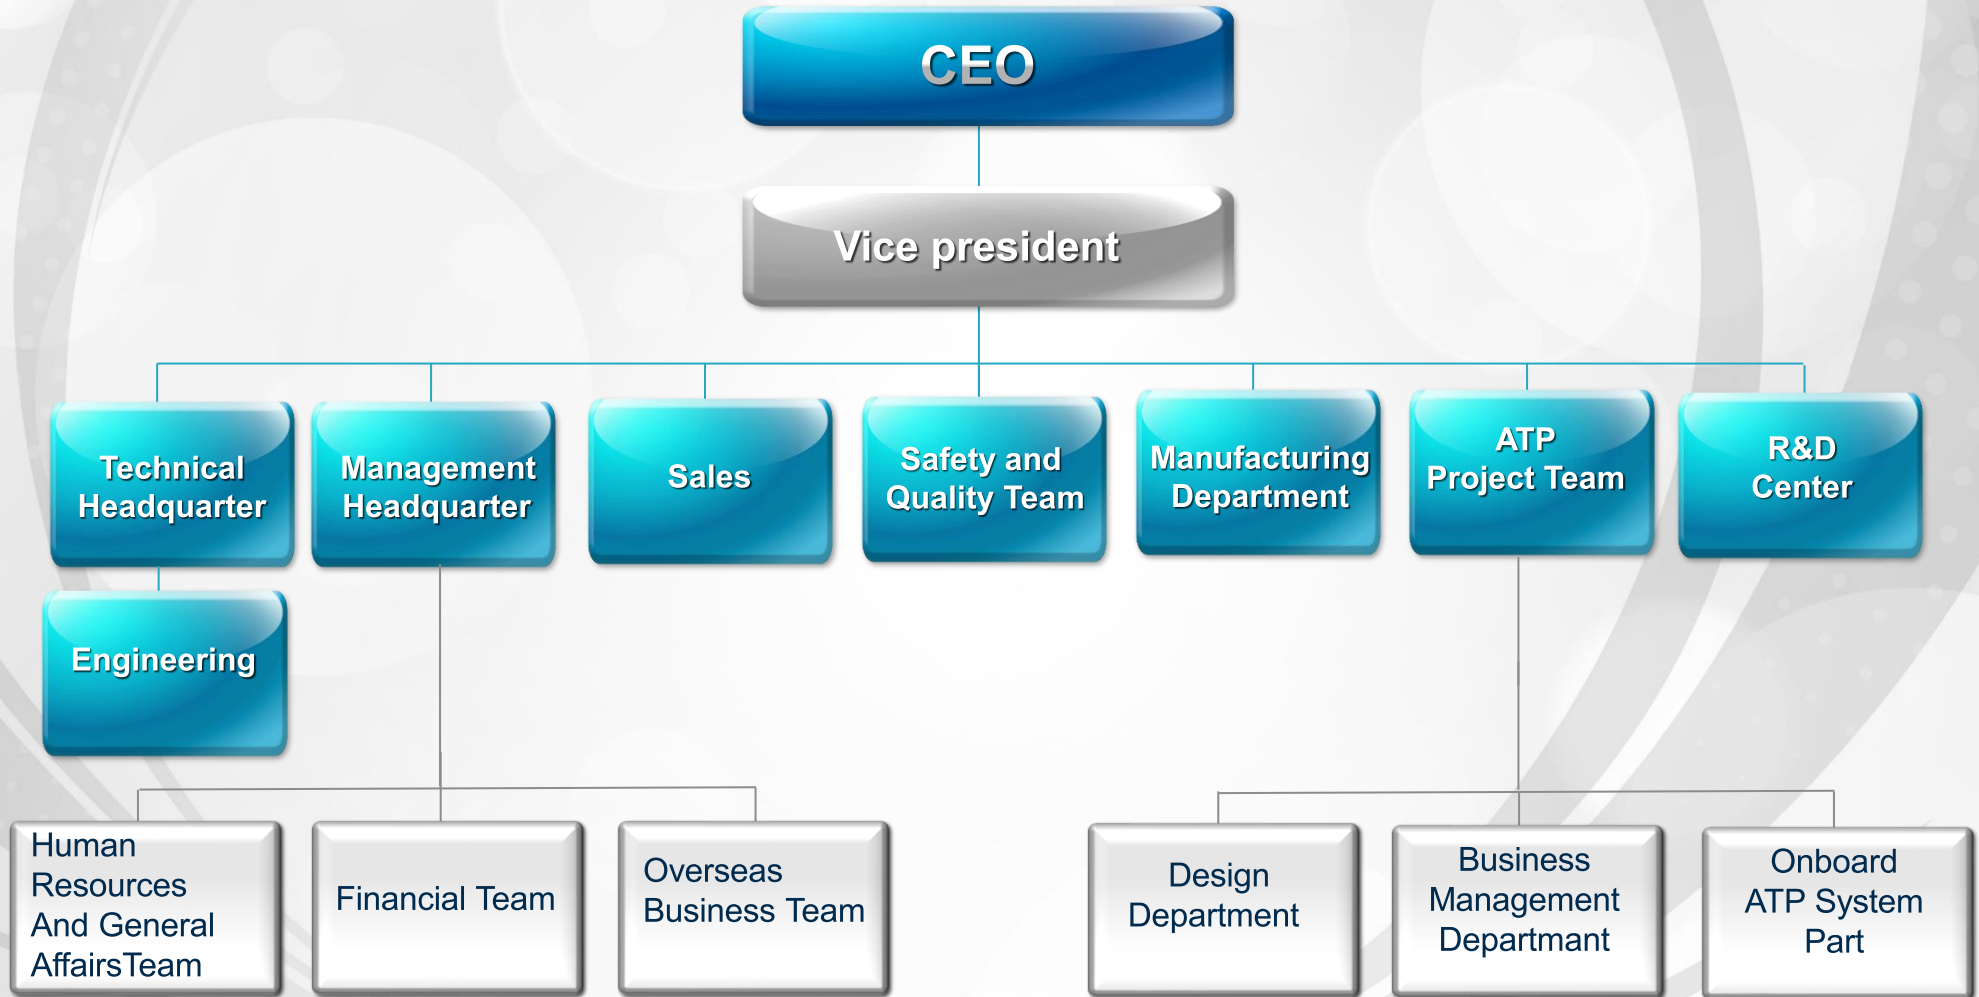 CEO
Vice president
Technical
Headquarter
Management
Headquarter
Sales
Safety and
Quality Team
Manufacturing
Department
ATP
Project Team
R&D
Center
Engineering
Human
Resources
And General
AffairsTeam
Financial Team
Overseas
Business Team
Design
Department
Business
Management
Departmant
Onboard
ATP System
Part